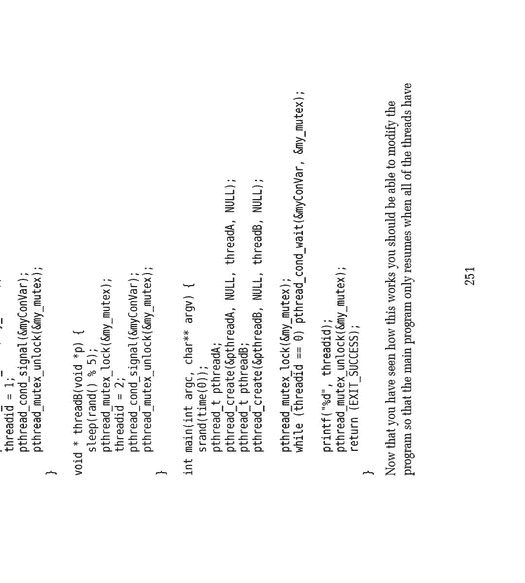 threadid = 1;
pthread_cond_signal(&myConVar);
pthread_mutex_unlock(&my_mutex);
}
void * threadB(void *p) {
sleep(rand() % 5);
pthread_mutex_lock(&my_mutex);
threadid = 2;
pthread_cond_signal(&myConVar);
pthread_mutex_unlock(&my_mutex);
}
int main(int argc, char** argv) {
srand(time(0));
pthread_t pthreadA;
pthread_create(&pthreadA, NULL, threadA, NULL);
pthread_t pthreadB;
pthread_create(&pthreadB, NULL, threadB, NULL);
pthread_mutex_lock(&my_mutex);
while (threadid == 0) pthread_cond_wait(&myConVar, &my_mutex);
printf("%d", threadid);
pthread_mutex_unlock(&my_mutex);
return (EXIT_SUCCESS);
}
Now that you have seen how this works you should be able to modify the
program so that the main program only resumes when all of the threads have
251